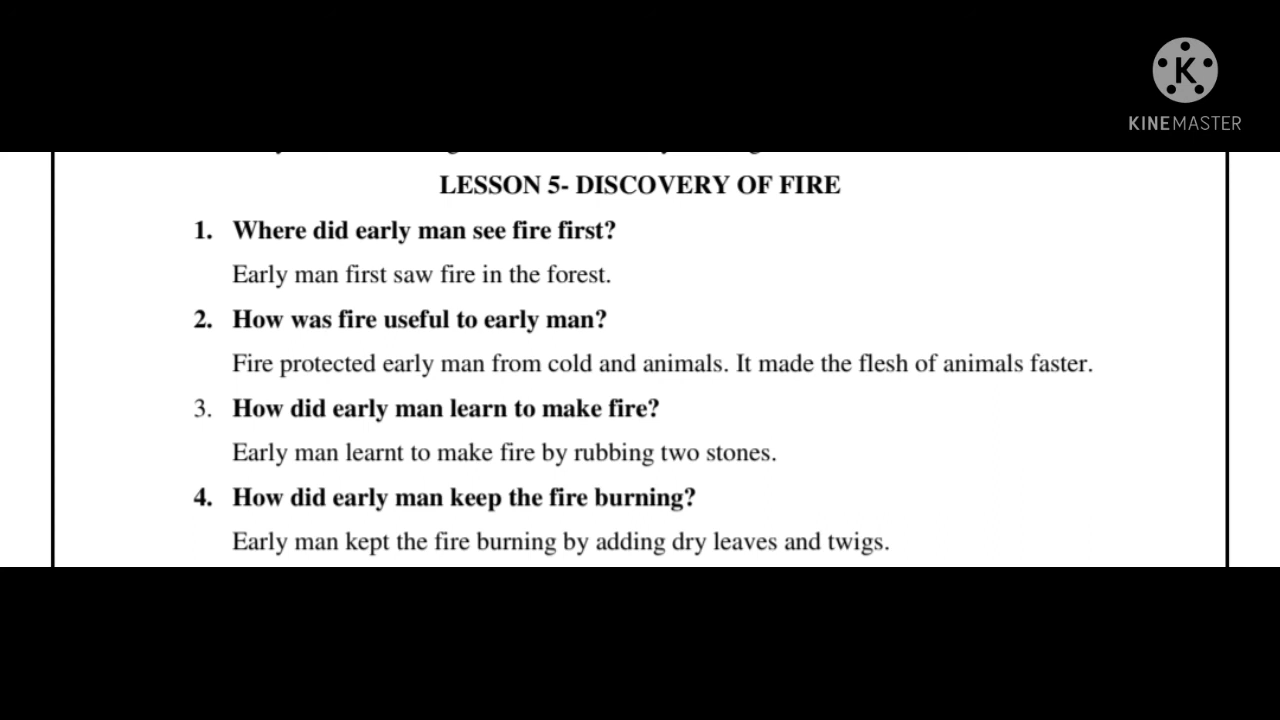 KINEMASTER
LESSON 5- DISCOVERY OF FIRE
1. Where did early man see fire first?
Early man first saw fire in the forest.
2. How was fire useful to early man?
Fire protected early man from cold and animals. It made the flesh of animals faster.
3. How did early man learn to make fire?
Early man learnt to make fire by rubbing two stones.
4. How did early man keep the fire burning?
Early man kept the fire burning by adding dry leaves and twigs.